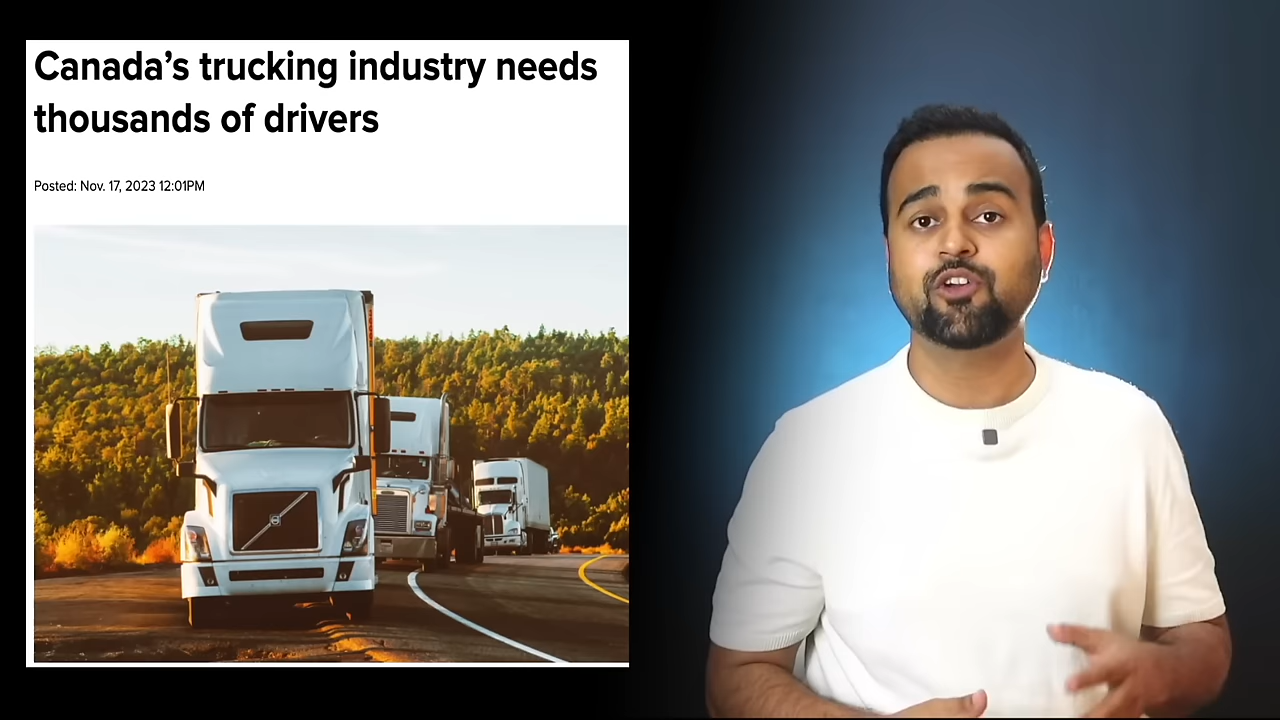 Canada’s trucking industry needs
thousands of drivers
Posted: Nov. 17, 2023 12:01PM